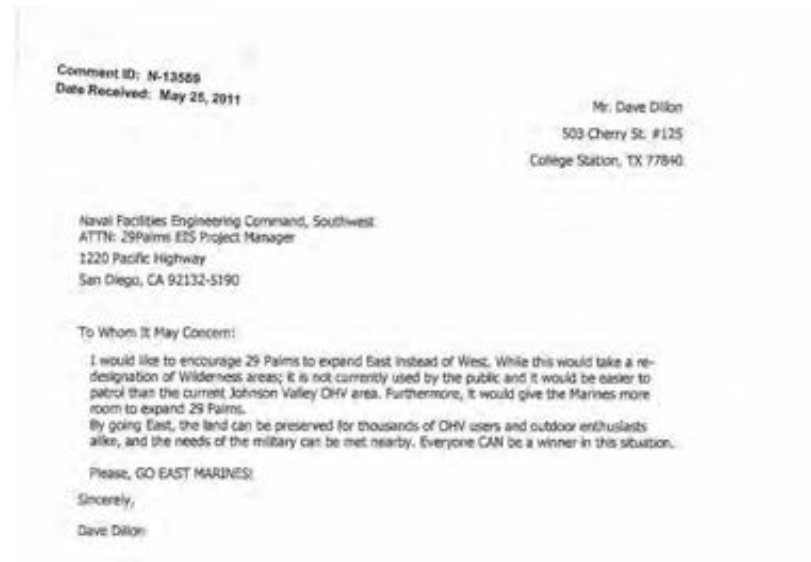 Comment ID: N-13589
Date Received: May 25, 2011
Mr. Dave Dillon
503 Cherry St. #125
College Station, TX 77840
Naval Facilities Engineering Command, Southwest
ATTN: 29Palms EIS Project Manager
1220 Pacific Highway
San Diego, CA 92132-5190
To Whom It May Concern:
I would like to encourage 29 Palms to expand East instead of West. While this would take a re-
designation of Wilderness areas; it is not currently used by the public and it would be easier to
patrol than the current Johnson Valley OHV area. Furthermore, it would give the Marines more
room to expand 29 Palms.
By going East, the land can be preserved for thousands of OHV users and outdoor enthusiasts
alike, and the needs of the military can be met nearby. Everyone CAN be a winner in this situation.
Please, GO EAST MARINES!
Sincerely,
Dave Dillon